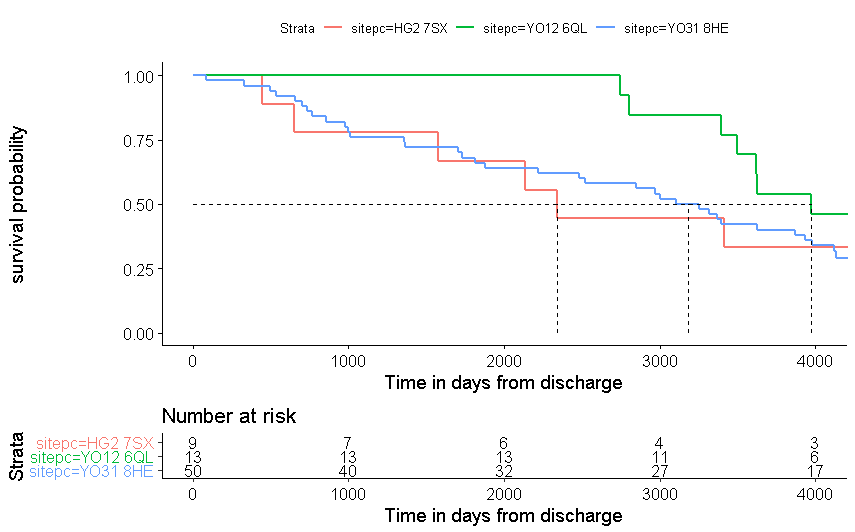 Strata sitepc=HG2 7SX sitepc=YO12 6QL sitepc=YO31 8HE
1.00
0.75
0.50
0.25
0.00
survival probability
0 1000 2000 3000 4000
Time in days from discharge
Number at risk
Strata
sitepc=HG2 7SX 9 7 6 4 3
sitepc=YO12 6QL 13 13 13 11 6
sitepc=YO31 8HE 50 40 32 27 17
0 1000 2000 3000 4000
Time in days from discharge